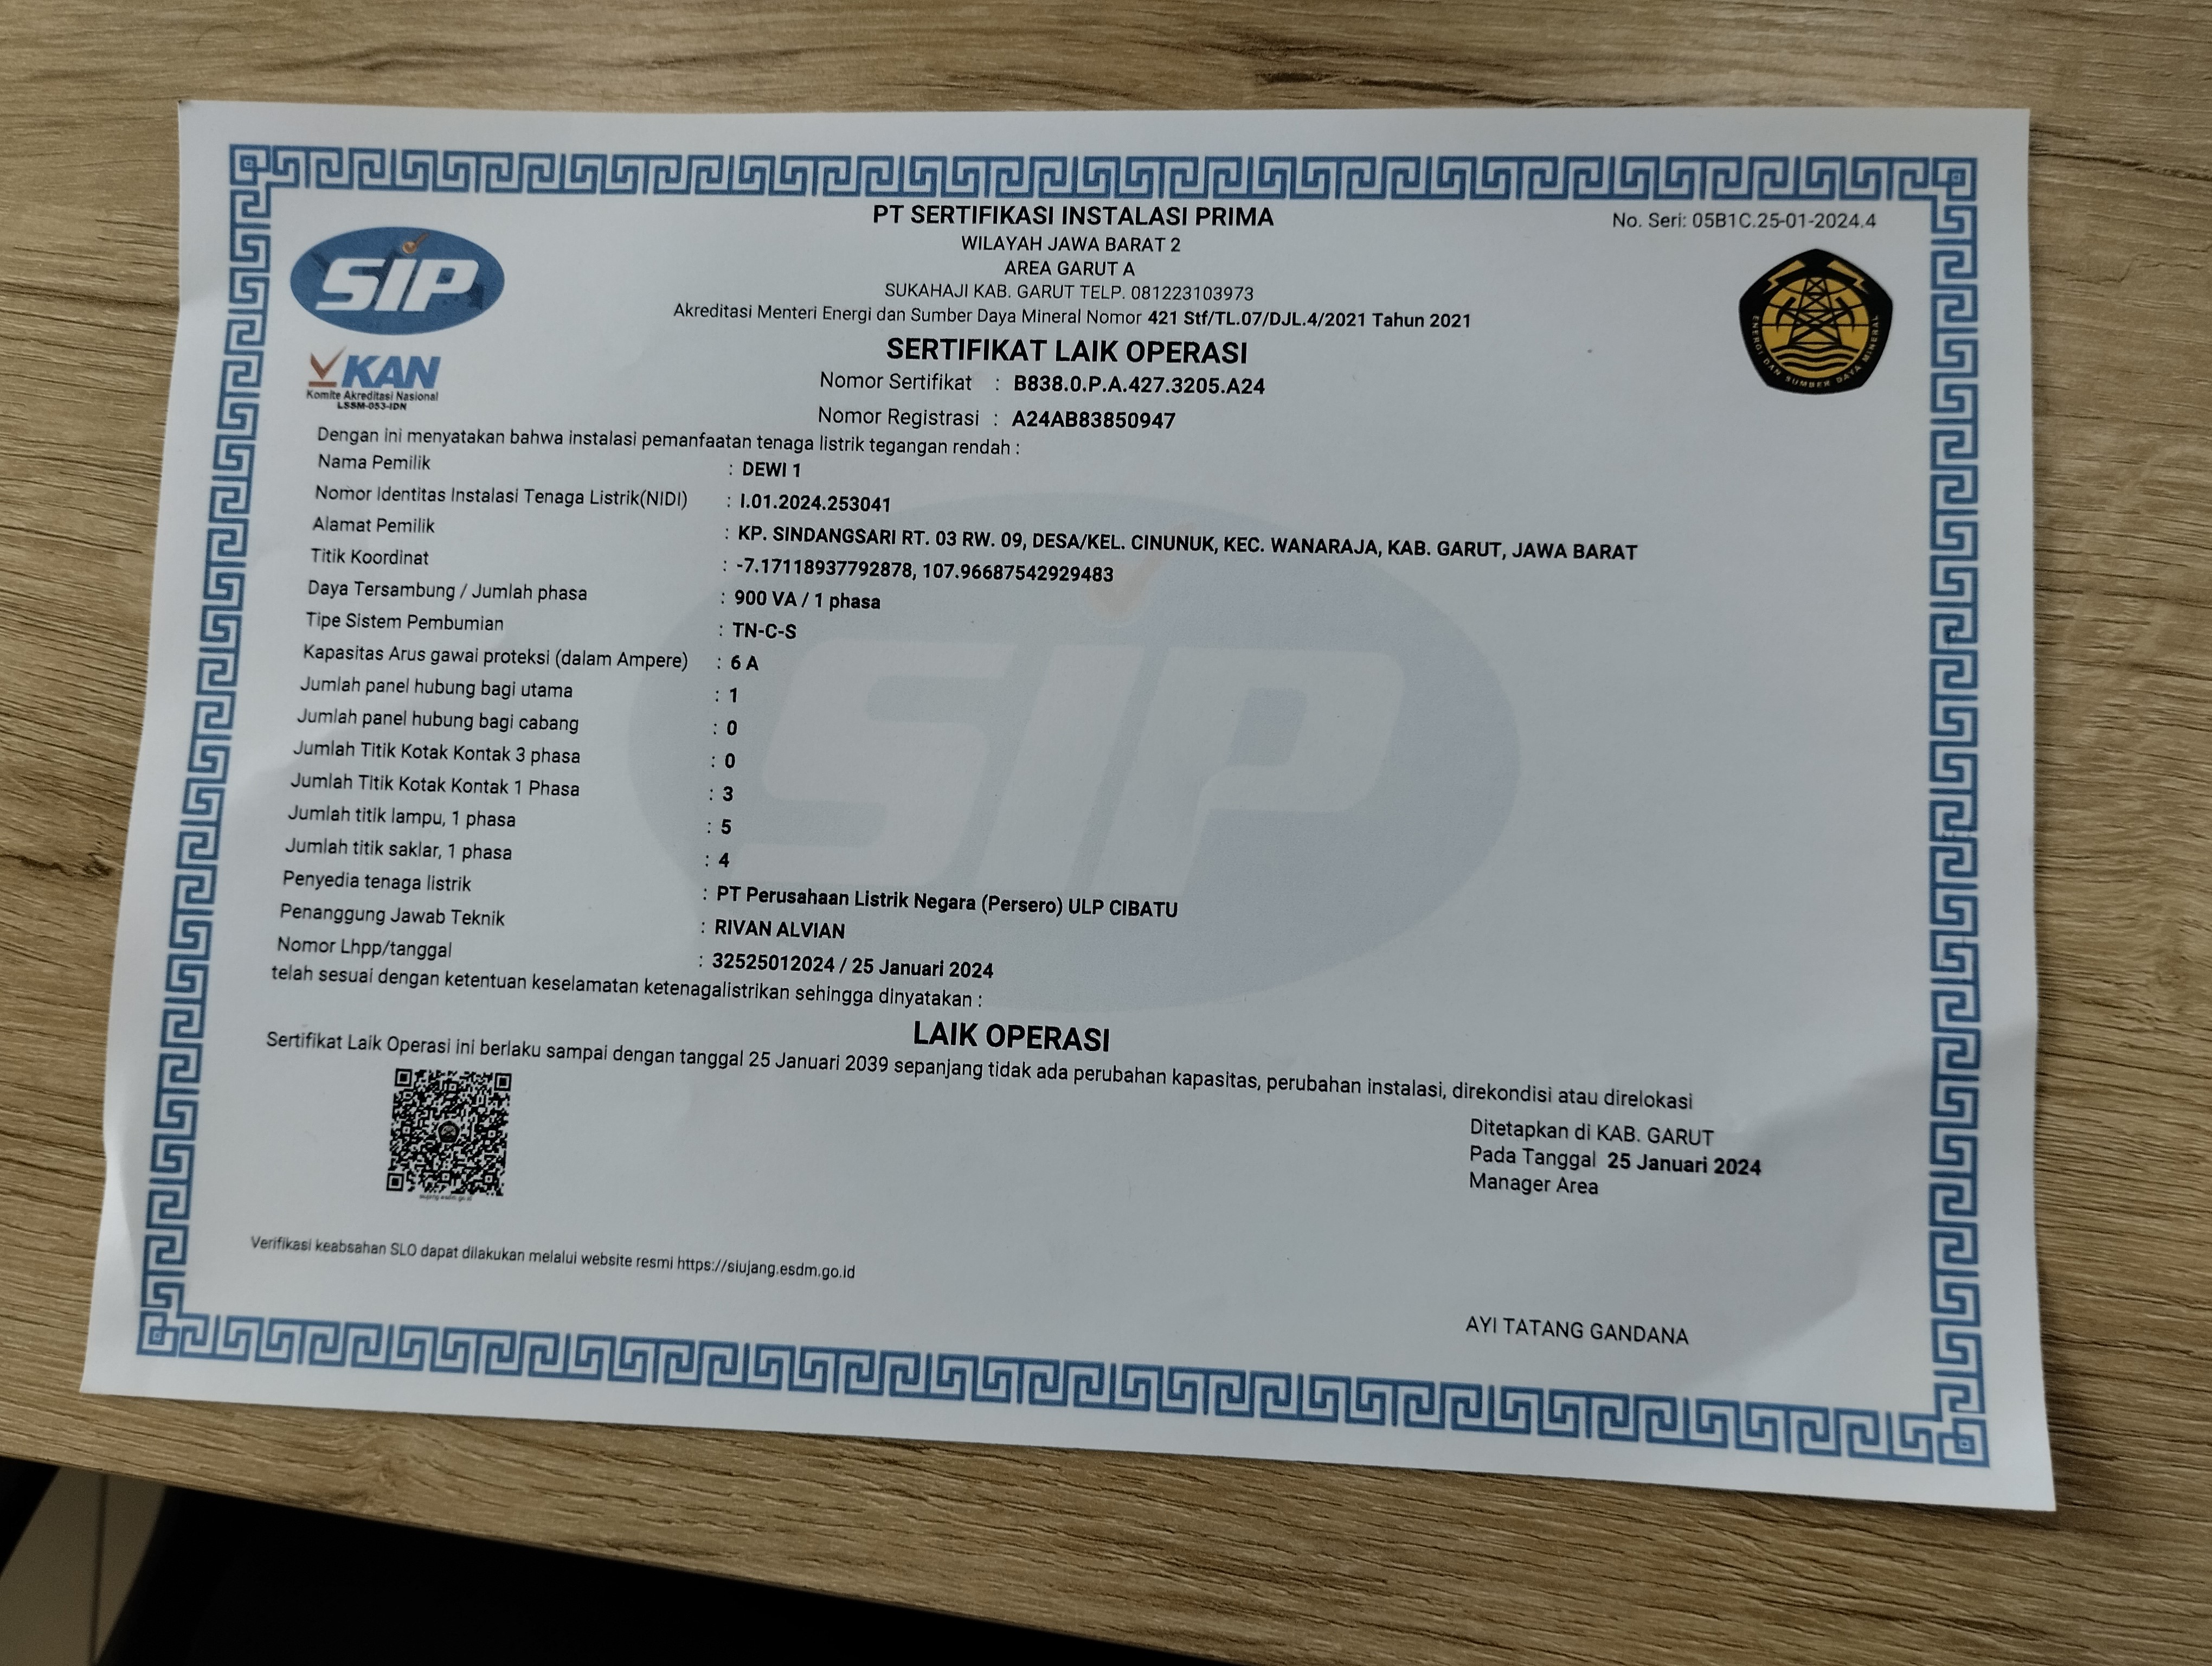 PT SERTIFIKASI INSTALASI PRIMA
No. Seri: 05B1C.25-01-2024.4
WILAYAH JAWA BARAT 2
AREA GARUT A
SUKAHAJI KAB. GARUT TELP. 081223103973
Akreditasi Menteri Energi dan Sumber Daya Mineral Nomor 421 Stf/TL.07/DJL.4/2021 Tahun 2021
SIP
ENERGI DAN SUMBER DAYA MINERAL
KAN
Komite Akreditasi Nasional
LSSM-053-IDN
SERTIFIKAT LAIK OPERASI
Nomor Sertifikat : B838.0.P.A.427.3205.A24
Nomor Registrasi : A24AB83850947
Dengan ini menyatakan bahwa instalasi pemanfaatan tenaga listrik tegangan rendah :
Nama Pemilik : DEWI 1
Nomor Identitas Instalasi Tenaga Listrik(NIDI) : I.01.2024.253041
Alamat Pemilik : KP. SINDANGSARI RT. 03 RW. 09, DESA/KEL. CINUNUK, KEC. WANARAJA, KAB. GARUT, JAWA BARAT
Titik Koordinat : -7.17118937792878, 107.96687542929483
Daya Tersambung / Jumlah phasa : 900 VA / 1 phasa
Tipe Sistem Pembumian : TN-C-S
Kapasitas Arus gawai proteksi (dalam Ampere) : 6 A
Jumlah panel hubung bagi utama : 1
Jumlah panel hubung bagi cabang : 0
Jumlah Titik Kotak Kontak 3 phasa : 0
Jumlah Titik Kotak Kontak 1 Phasa : 3
Jumlah titik lampu, 1 phasa : 5
Jumlah titik saklar, 1 phasa : 4
Penyedia tenaga listrik : PT Perusahaan Listrik Negara (Persero) ULP CIBATU
Penanggung Jawab Teknik : RIVAN ALVIAN
Nomor Lhpp/tanggal : 32525012024 / 25 Januari 2024
telah sesuai dengan ketentuan keselamatan ketenagalistrikan sehingga dinyatakan :
SIP
LAIK OPERASI
Sertifikat Laik Operasi ini berlaku sampai dengan tanggal 25 Januari 2039 sepanjang tidak ada perubahan kapasitas, perubahan instalasi, direkondisi atau direlokasi
Ditetapkan di KAB. GARUT
Pada Tanggal 25 Januari 2024
Manager Area
siujang.esdm.go.id
Verifikasi keabsahan SLO dapat dilakukan melalui website resmi https://siujang.esdm.go.id
AYI TATANG GANDANA